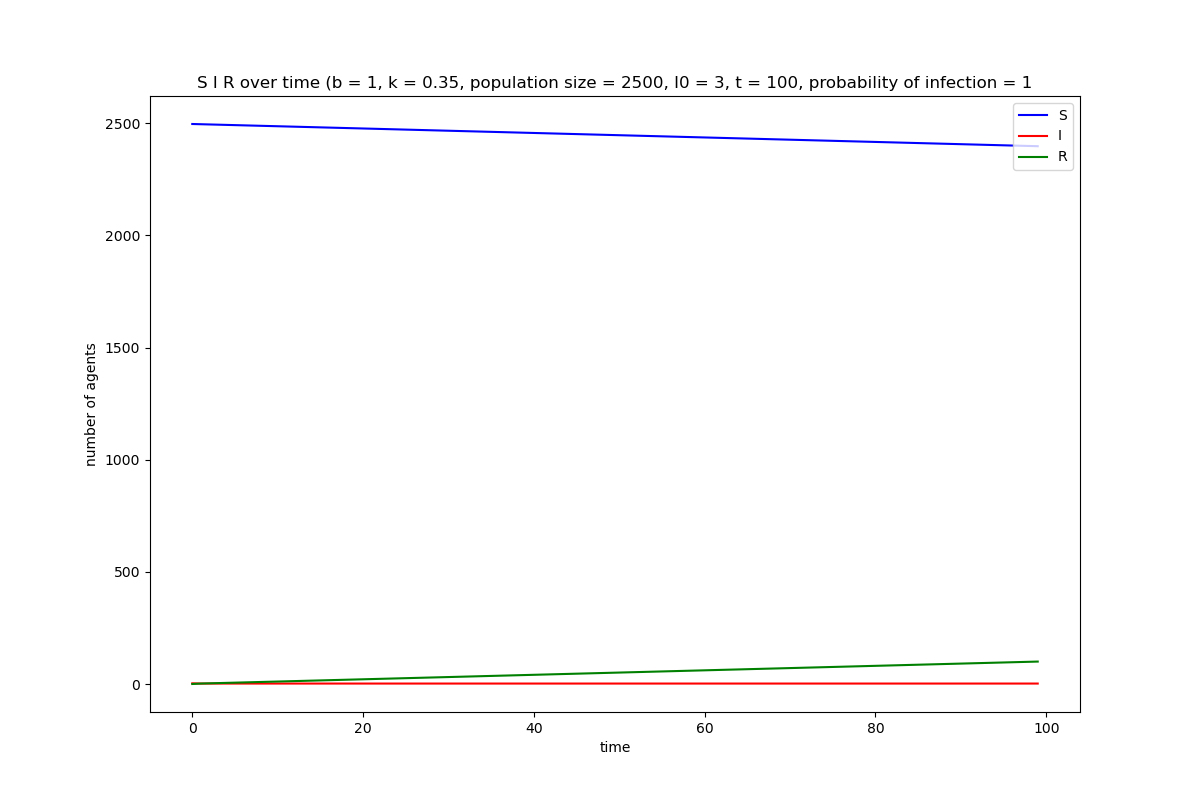 S I R over time (b = 1, k = 0.35, population size = 2500, I0 = 3, t = 100, probability of infection = 1
S
I
R
number of agents
2500
2000
1500
1000
500
0
0 20 40 60 80 100
time